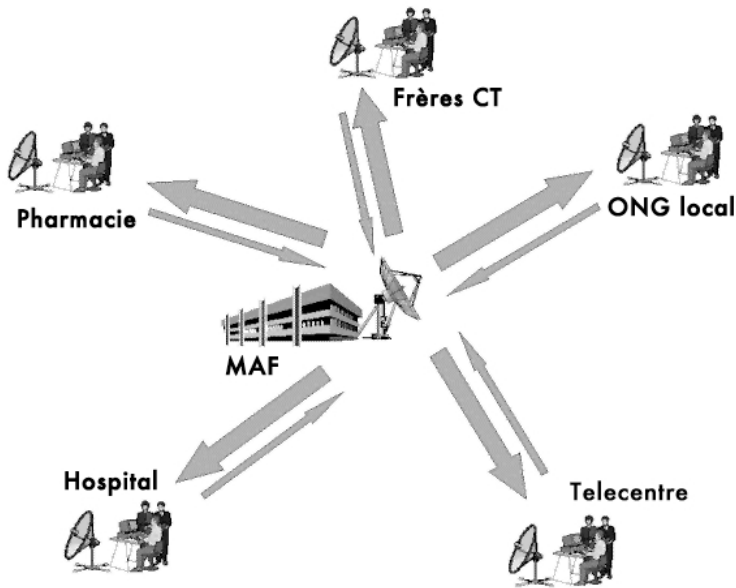 Frères CT
Pharmacie
ONG local
MAF
Hospital
Telecentre